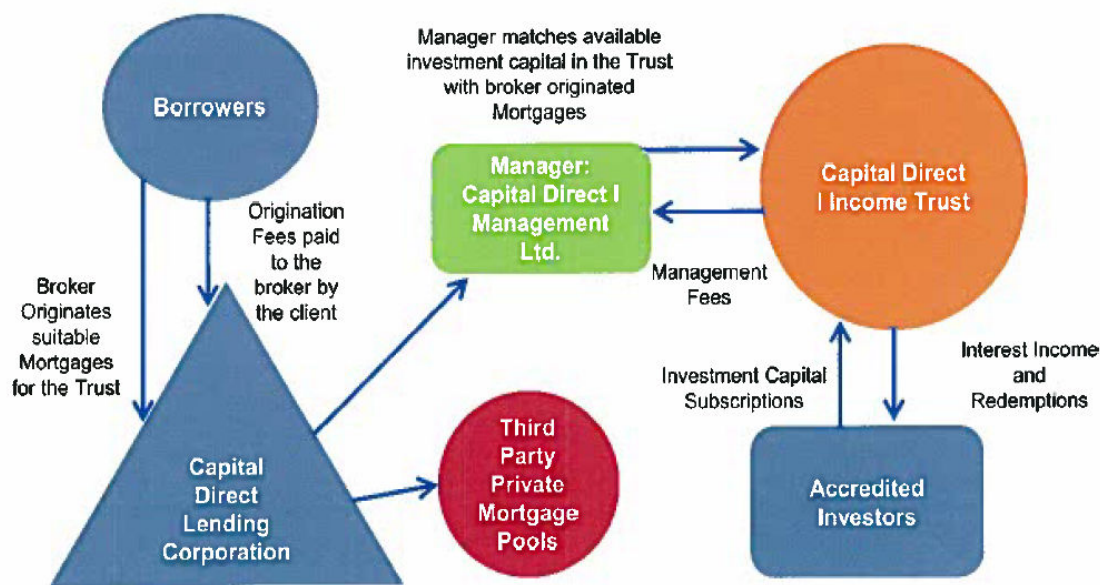 Borrowers
Manager matches available
investment capital in the Trust
with broker originated
Mortgages
Manager:
Capital Direct I
Management
Ltd.
Capital Direct
I Income Trust
Origination
Fees paid
to the
broker by
the client
Broker
Originates
suitable
Mortgages
for the Trust
Management
Fees
Investment Capital
Subscriptions
Interest Income
and
Redemptions
Capital
Direct
Lending
Corporation
Third
Party
Private
Mortgage
Pools
Accredited
Investors